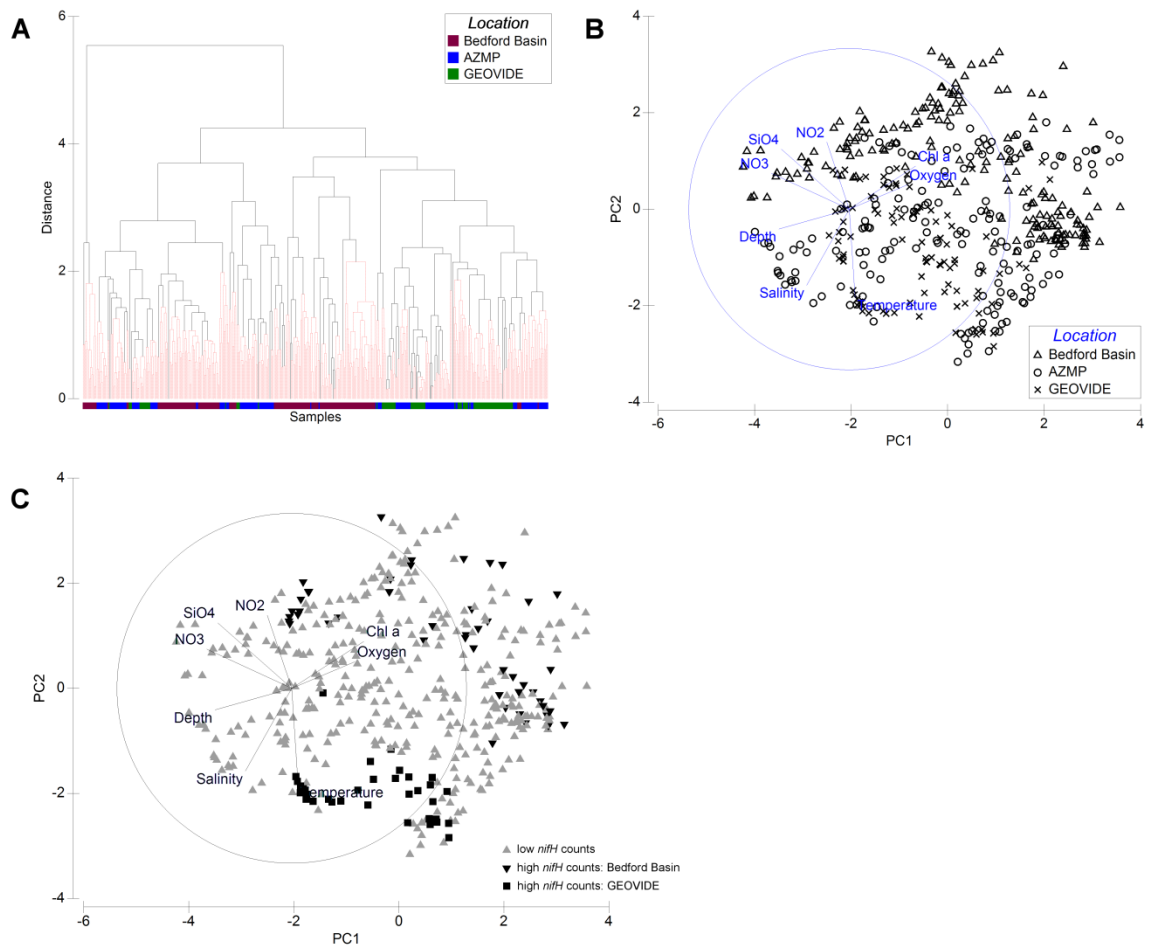 A
6
4
2
0
Distance
Samples
Location
Bedford Basin
AZMP
GEOVIDE
B
4
2
0
-2
-4
PC2
-6
-4
-2
0
2
4
PC1
NO2
SiO4
NO3
Chl a
Oxygen
Depth
Salinity
Temperature
Location
Bedford Basin
AZMP
GEOVIDE
C
4
2
0
-2
-4
PC2
-6
-4
-2
0
2
4
PC1
NO2
SiO4
NO3
Chl a
Oxygen
Depth
Salinity
Temperature
low nifH counts
high nifH counts: Bedford Basin
high nifH counts: GEOVIDE